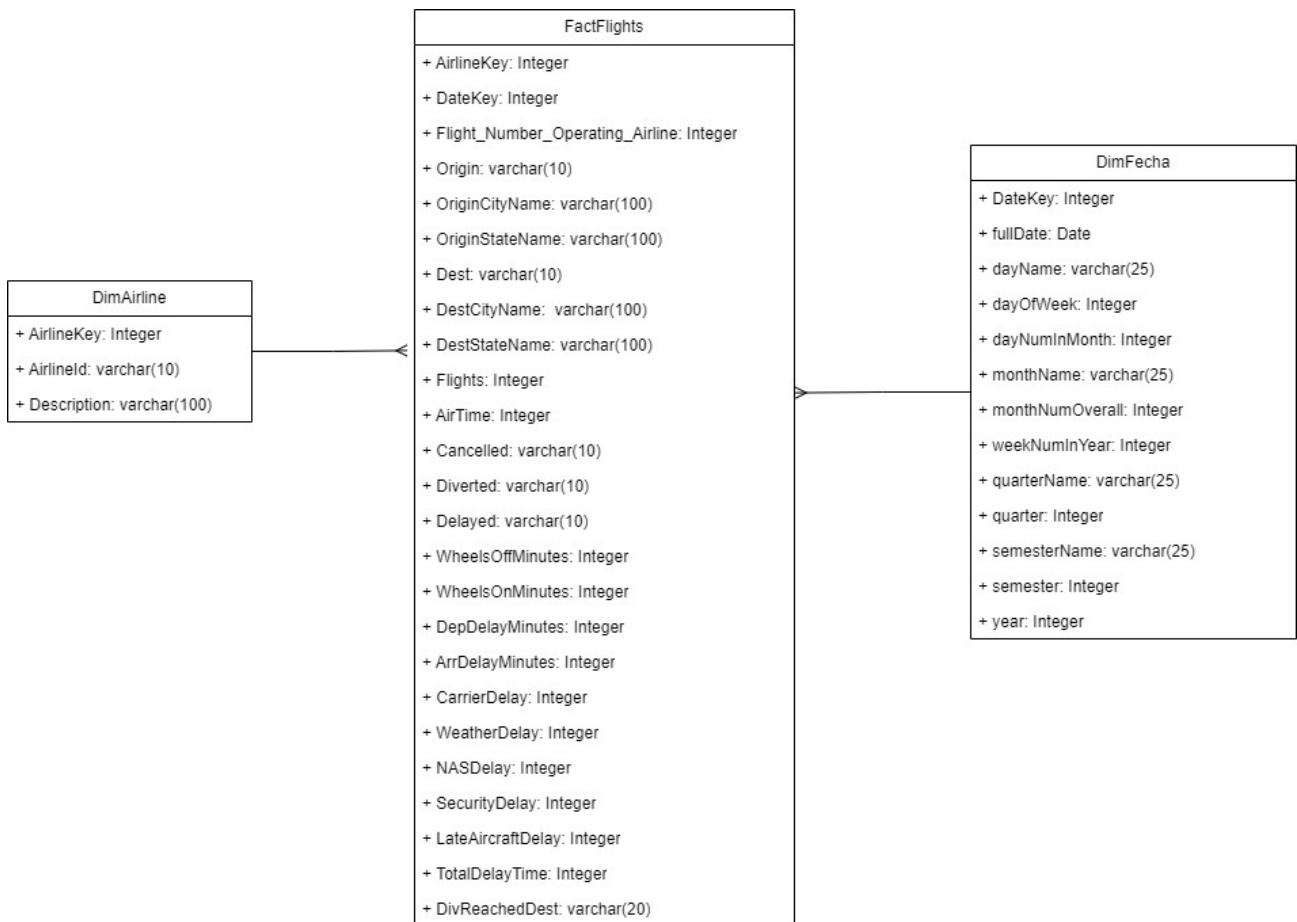 DimAirline
+ AirlineKey: Integer
+ AirlineId: varchar(10)
+ Description: varchar(100)
FactFlights
+ AirlineKey: Integer
+ DateKey: Integer
+ Flight_Number_Operating_Airline: Integer
+ Origin: varchar(10)
+ OriginCityName: varchar(100)
+ OriginStateName: varchar(100)
+ Dest: varchar(10)
+ DestCityName: varchar(100)
+ DestStateName: varchar(100)
+ Flights: Integer
+ AirTime: Integer
+ Cancelled: varchar(10)
+ Diverted: varchar(10)
+ Delayed: varchar(10)
+ WheelsOffMinutes: Integer
+ WheelsOnMinutes: Integer
+ DepDelayMinutes: Integer
+ ArrDelayMinutes: Integer
+ CarrierDelay: Integer
+ WeatherDelay: Integer
+ NASDelay: Integer
+ SecurityDelay: Integer
+ LateAircraftDelay: Integer
+ TotalDelayTime: Integer
+ DivReachedDest: varchar(20)
DimFecha
+ DateKey: Integer
+ fullDate: Date
+ dayName: varchar(25)
+ dayOfWeek: Integer
+ dayNumInMonth: Integer
+ monthName: varchar(25)
+ monthNumOverall: Integer
+ weekNumInYear: Integer
+ quarterName: varchar(25)
+ quarter: Integer
+ semesterName: varchar(25)
+ semester: Integer
+ year: Integer